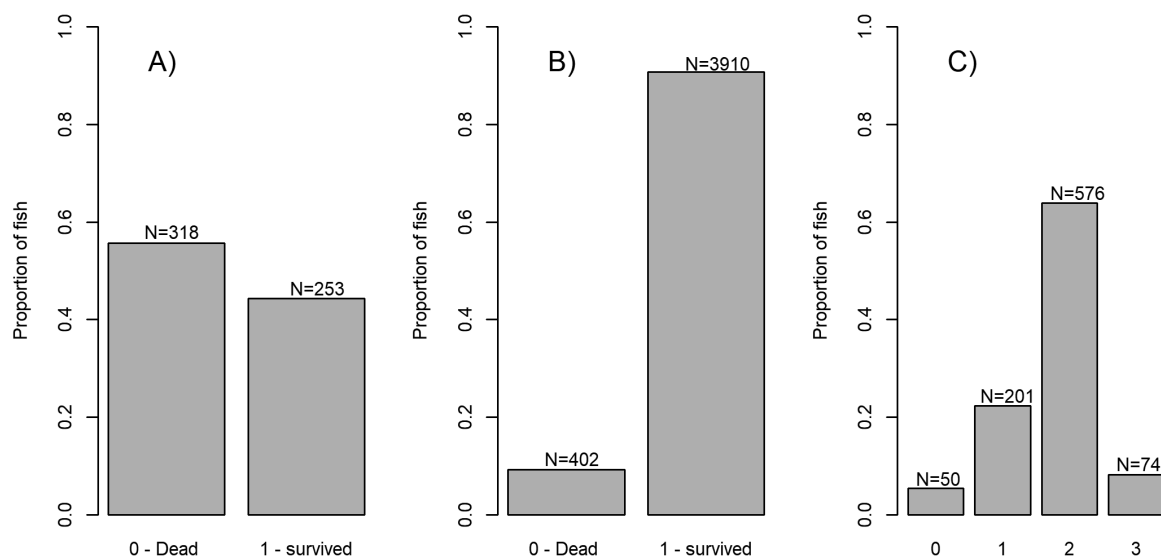 A)
Proportion of fish
1.0
0.8
0.6
0.4
0.2
0.0
N=318
N=253
0 - Dead
1 - survived
B)
Proportion of fish
1.0
0.8
0.6
0.4
0.2
0.0
N=3910
N=402
0 - Dead
1 - survived
C)
Proportion of fish
1.0
0.8
0.6
0.4
0.2
0.0
N=576
N=201
N=50
N=74
0
1
2
3